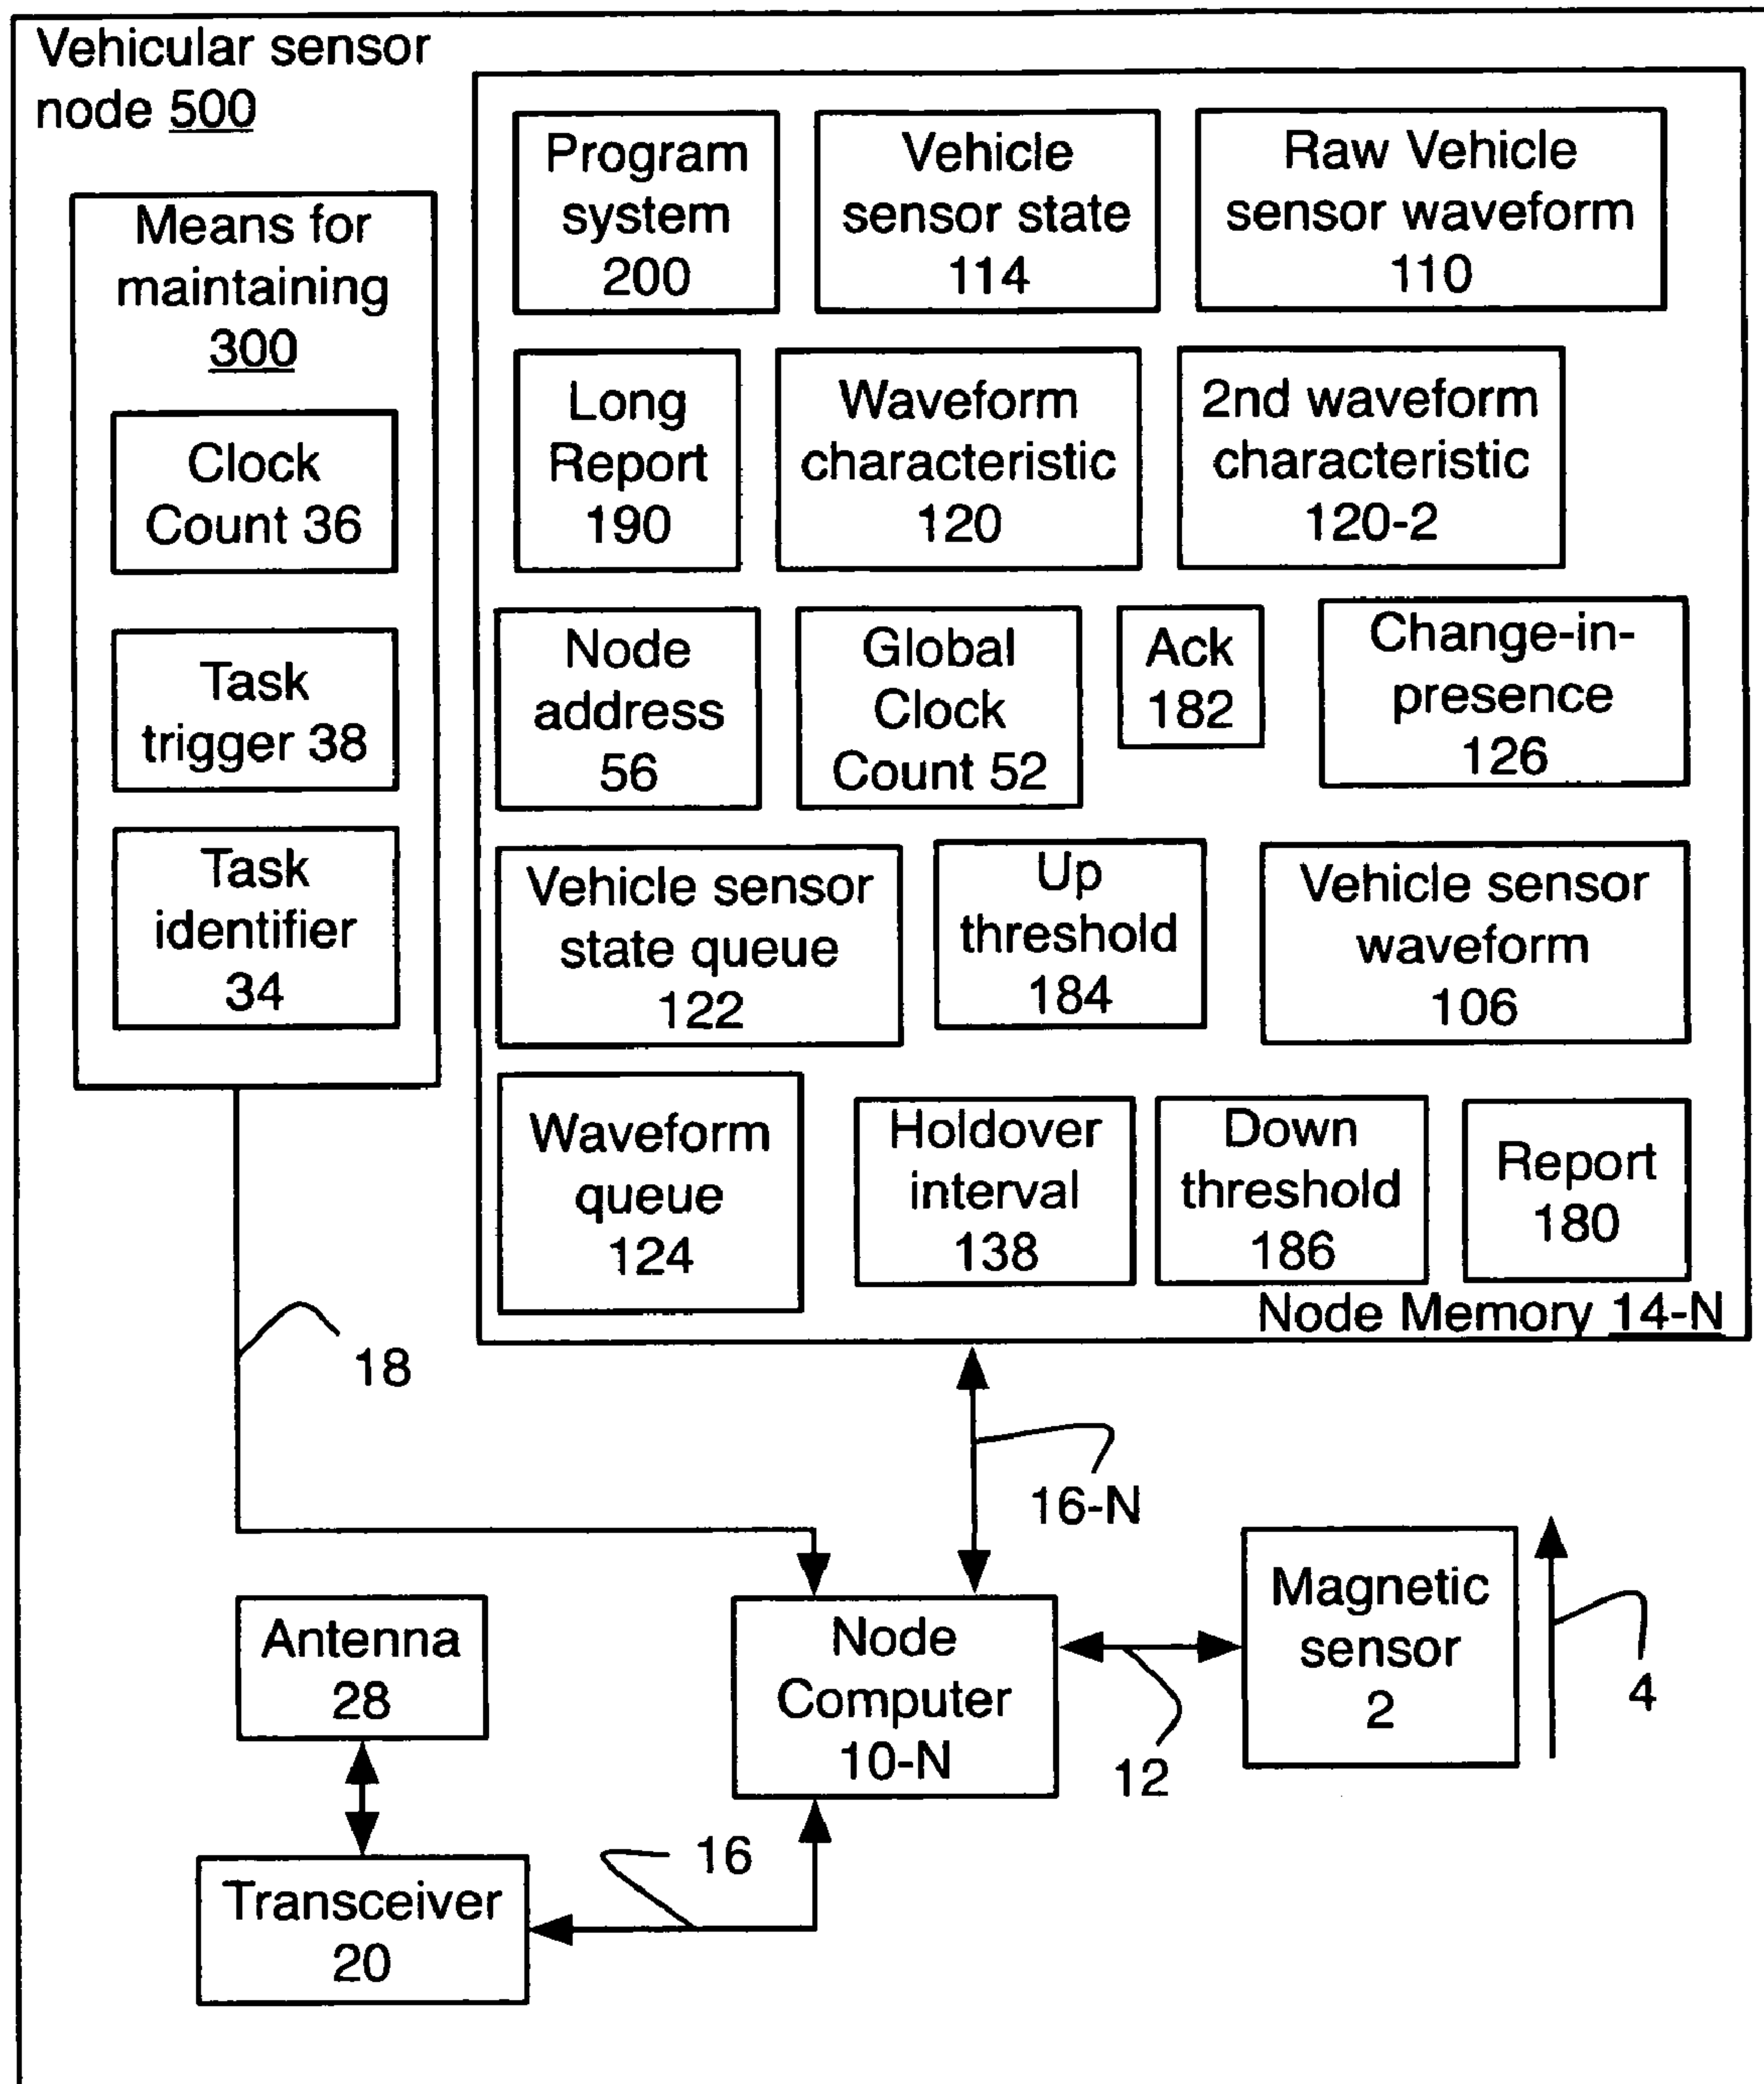 Vehicular sensor
node 500
Means for
maintaining
300
Clock
Count 36
Task
trigger 38
Task
identifier
34
Program
system
200
Vehicle
sensor state
114
Raw Vehicle
sensor waveform
110
Long
Report
190
Waveform
characteristic
120
2nd waveform
characteristic
120-2
Node
address
56
Global
Clock
Count 52
Ack
182
Change-in-
presence
126
Vehicle sensor
state queue
122
Up
threshold
184
Vehicle sensor
waveform
106
Waveform
queue
124
Holdover
interval
138
Down
threshold
186
Report
180
Node Memory 14-N
18
16-N
Antenna
28
Node
Computer
10-N
Magnetic
sensor
2
4
12
16
Transceiver
20